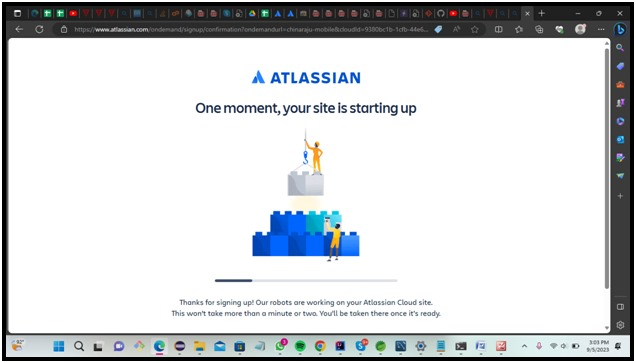 https://www.atlassian.com/ondemand/signup/confirmation?ondemandurl=chinaraju-mobile&cloudId=9380bc1b-1cfb-44e6...
ATLASSIAN
One moment, your site is starting up
Thanks for signing up! Our robots are working on your Atlassian Cloud site.
This won't take more than a minute or two. You'll be taken there once it's ready.
92°
3:03 PM
9/5/2023